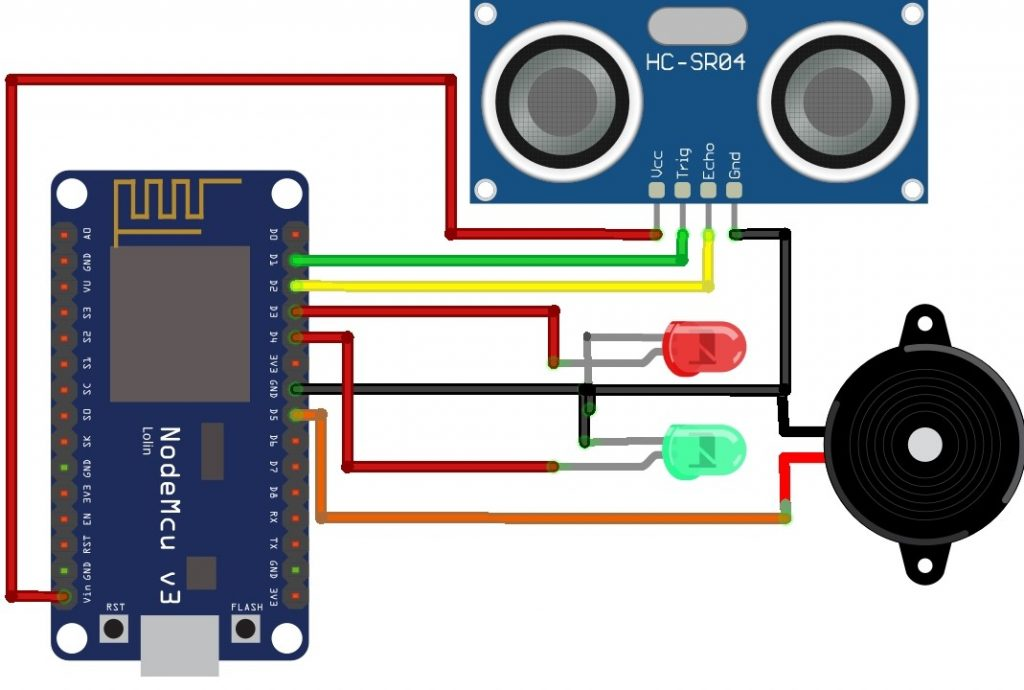 HC-SR04
Vcc
Trig
Echo
Gnd
A0
GND
VU
S3
S2
S1
SC
S0
SK
GND
3V3
EN
RST
GND
Vin
D0
D1
D2
D3
D4
3V3
GND
D5
D6
D7
D8
RX
TX
GND
3V3
NodeMcu v3
Lolin
RST
FLASH